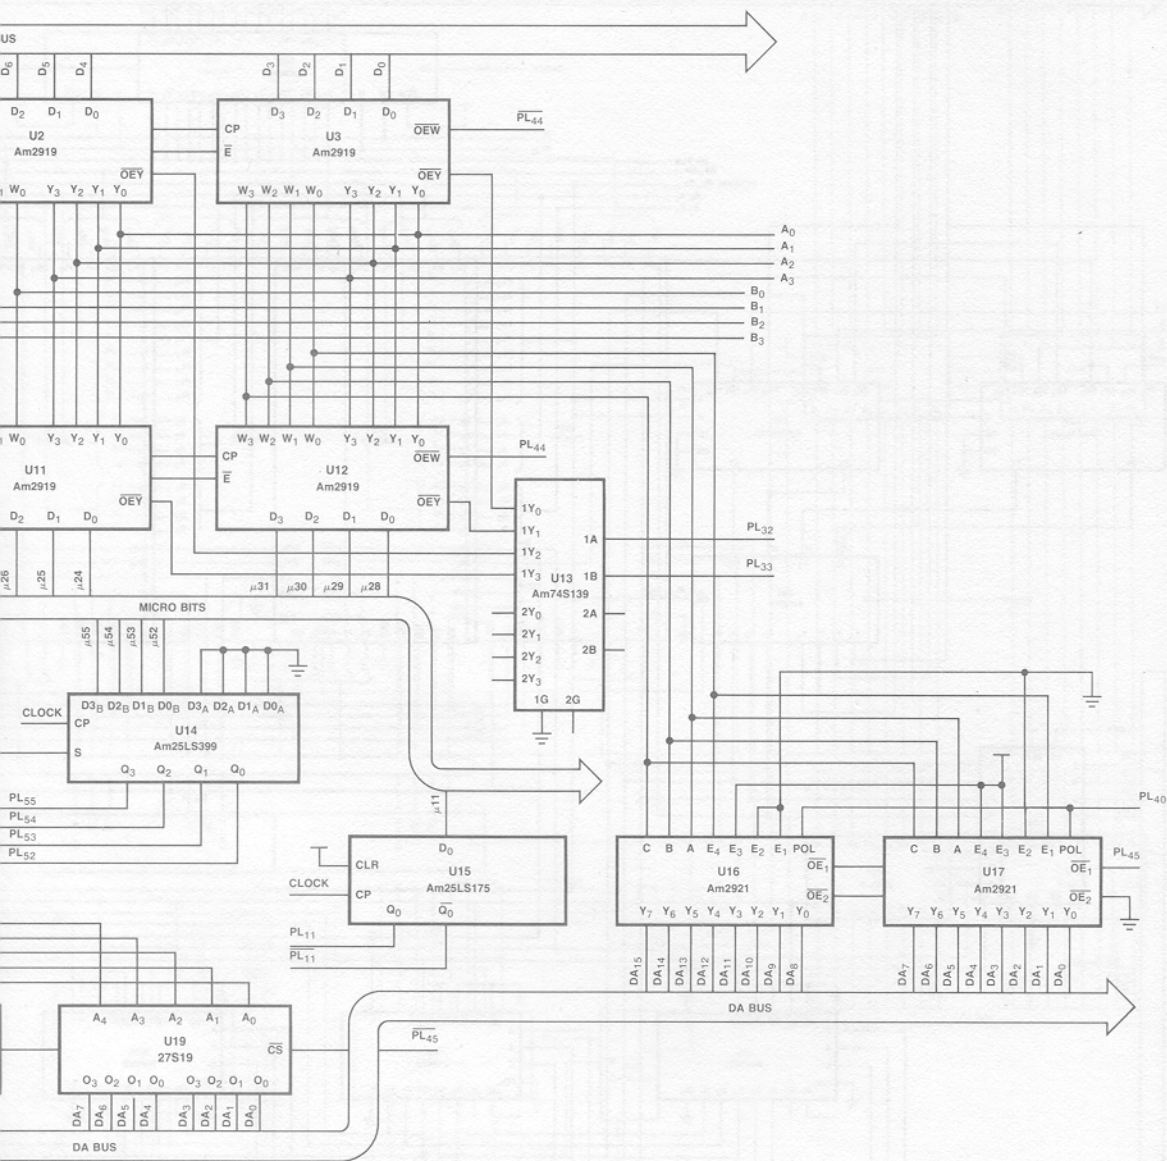 US
D6 D5 D4 D3 D2 D1 D0
D2 D1 D0 D3 D2 D1 D0
U2 CP U3 OEW PL44
Am2919 E Am2919
OEY OEY
1 W0 Y3 Y2 Y1 Y0 W3 W2 W1 W0 Y3 Y2 Y1 Y0
A0
A1
A2
A3
B0
B1
B2
B3
1 W0 Y3 Y2 Y1 Y0 W3 W2 W1 W0 Y3 Y2 Y1 Y0 PL44
U11 CP U12 OEW
Am2919 E Am2919
OEY OEY
D2 D1 D0 D3 D2 D1 D0
μ26 μ25 μ24 μ31 μ30 μ29 μ28
1Y0
1Y1 1A PL32
1Y2
1Y3 U13 1B PL33
Am74S139
2Y0 2A
2Y1
2Y2 2B
2Y3
1G 2G
MICRO BITS
μ55 μ54 μ53 μ52
CLOCK D3B D2B D1B D0B D3A D2A D1A D0A
CP U14
S Am25LS399
Q3 Q2 Q1 Q0
PL55
PL54
PL53
PL52
μ11
D0
CLR U15
CLOCK CP Am25LS175
Q0 Q0
PL11
PL11
PL40
C B A E4 E3 E2 E1 POL C B A E4 E3 E2 E1 POL PL45
U16 OE1 U17 OE1
Am2921 OE2 Am2921 OE2
Y7 Y6 Y5 Y4 Y3 Y2 Y1 Y0 Y7 Y6 Y5 Y4 Y3 Y2 Y1 Y0
DA15 DA14 DA13 DA12 DA11 DA10 DA9 DA8 DA7 DA6 DA5 DA4 DA3 DA2 DA1 DA0
DA BUS
A4 A3 A2 A1 A0 PL45
U19 CS
27S19
O3 O2 O1 O0 O3 O2 O1 O0
DA7 DA6 DA5 DA4 DA3 DA2 DA1 DA0
DA BUS